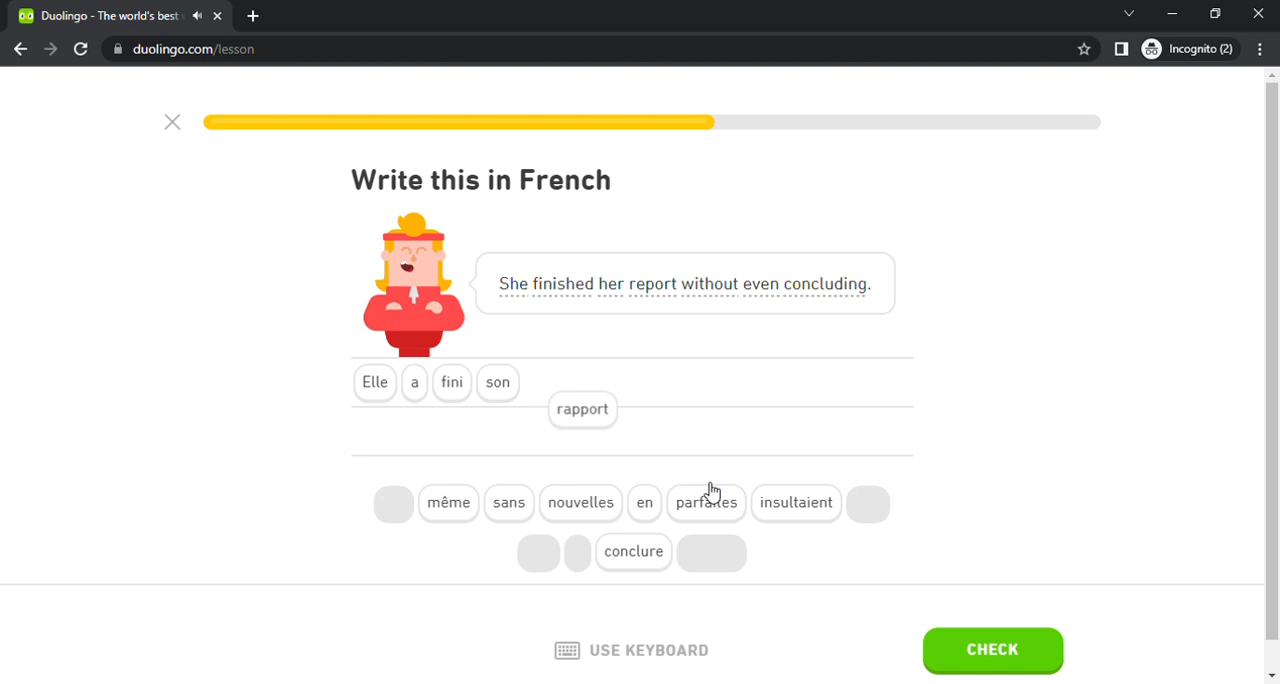 Duolingo - The world's best
duolingo.com/lesson
Incognito (2)
Write this in French
She finished her report without even concluding.
Elle a fini son
rapport
même sans nouvelles en parfaites insultaient
conclure
USE KEYBOARD
CHECK